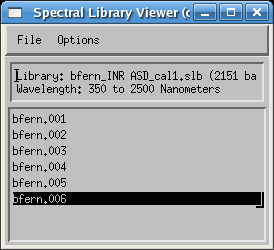 Spectral Library Viewer (c
File Options
Library: bfern_INR ASD_cal1.slb (2151 ba
Wavelength: 350 to 2500 Nanometers
bfern.001
bfern.002
bfern.003
bfern.004
bfern.005
bfern.006